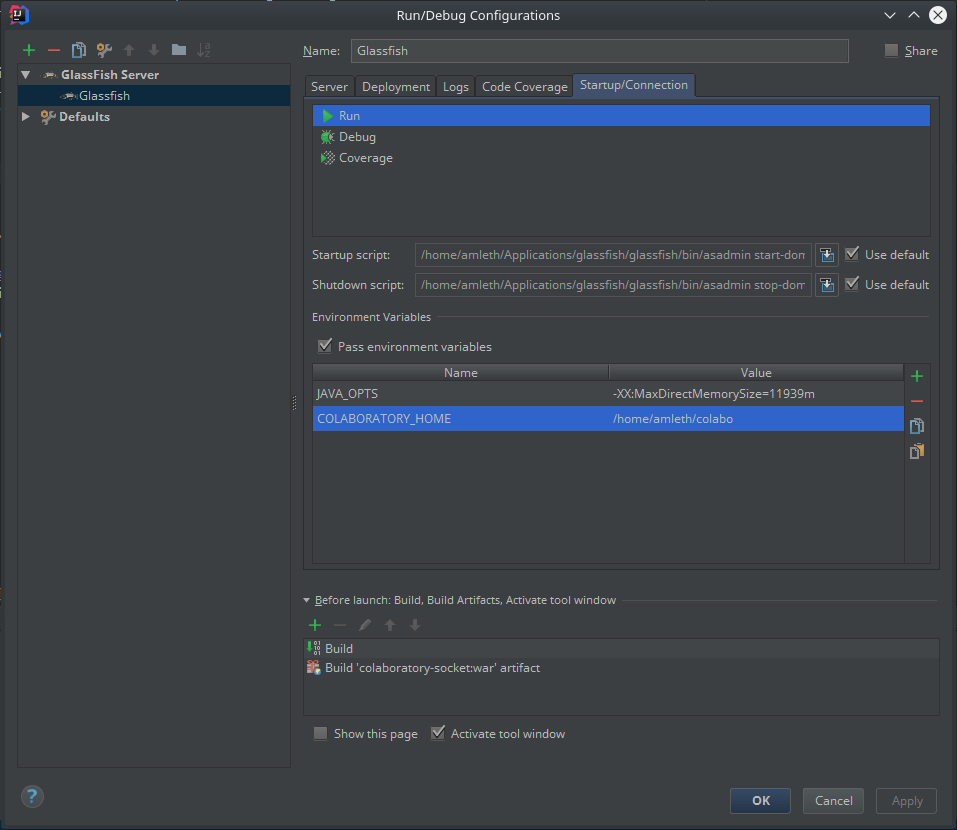 Run/Debug Configurations
Name: Glassfish Share
GlassFish Server
Glassfish
Defaults
Server Deployment Logs Code Coverage Startup/Connection
Run
Debug
Coverage
Startup script: /home/amleth/Applications/glassfish/glassfish/bin/asadmin start-dom Use default
Shutdown script: /home/amleth/Applications/glassfish/glassfish/bin/asadmin stop-dom Use default
Environment Variables
Pass environment variables
Name Value
JAVA_OPTS -XX:MaxDirectMemorySize=11939m
COLABORATORY_HOME /home/amleth/colabo
Before launch: Build, Build Artifacts, Activate tool window
Build
Build 'colaboratory-socket:war' artifact
Show this page Activate tool window
? OK Cancel Apply